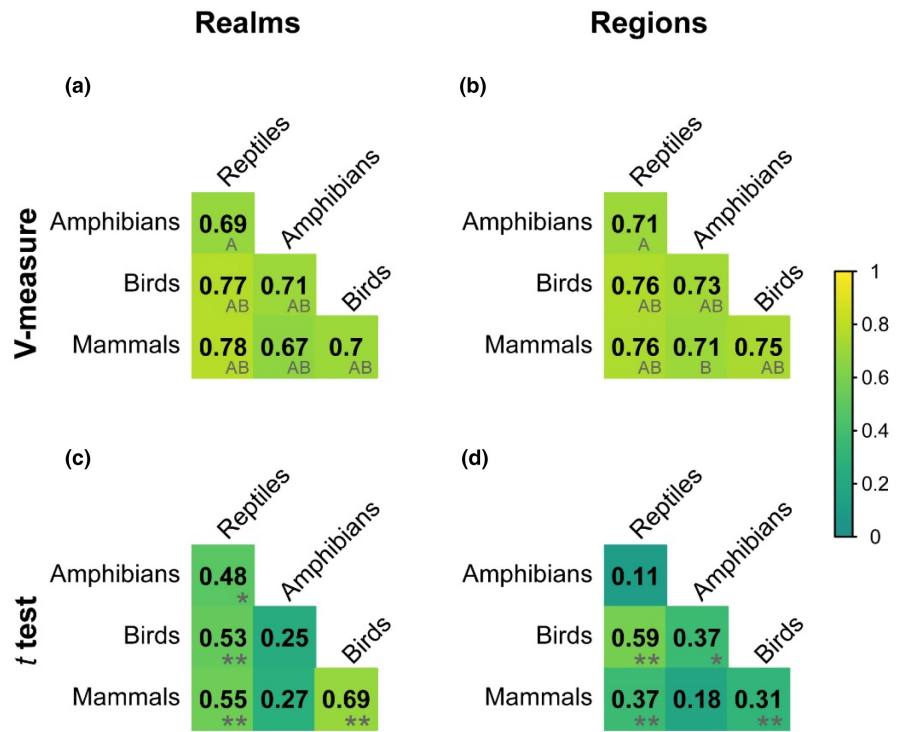 Realms
Regions
(a)
(b)
V-measure
Reptiles
Amphibians
Birds
Amphibians 0.69
A
Birds 0.77 0.71
AB AB
Mammals 0.78 0.67 0.7
AB AB AB
Reptiles
Amphibians
Birds
Amphibians 0.71
A
Birds 0.76 0.73
AB AB
Mammals 0.76 0.71 0.75
AB B AB
1
0.8
0.6
0.4
0.2
0
(c)
(d)
t test
Reptiles
Amphibians
Birds
Amphibians 0.48
*
Birds 0.53 0.25
**
Mammals 0.55 0.27 0.69
** **
Reptiles
Amphibians
Birds
Amphibians 0.11
Birds 0.59 0.37
** *
Mammals 0.37 0.18 0.31
** **